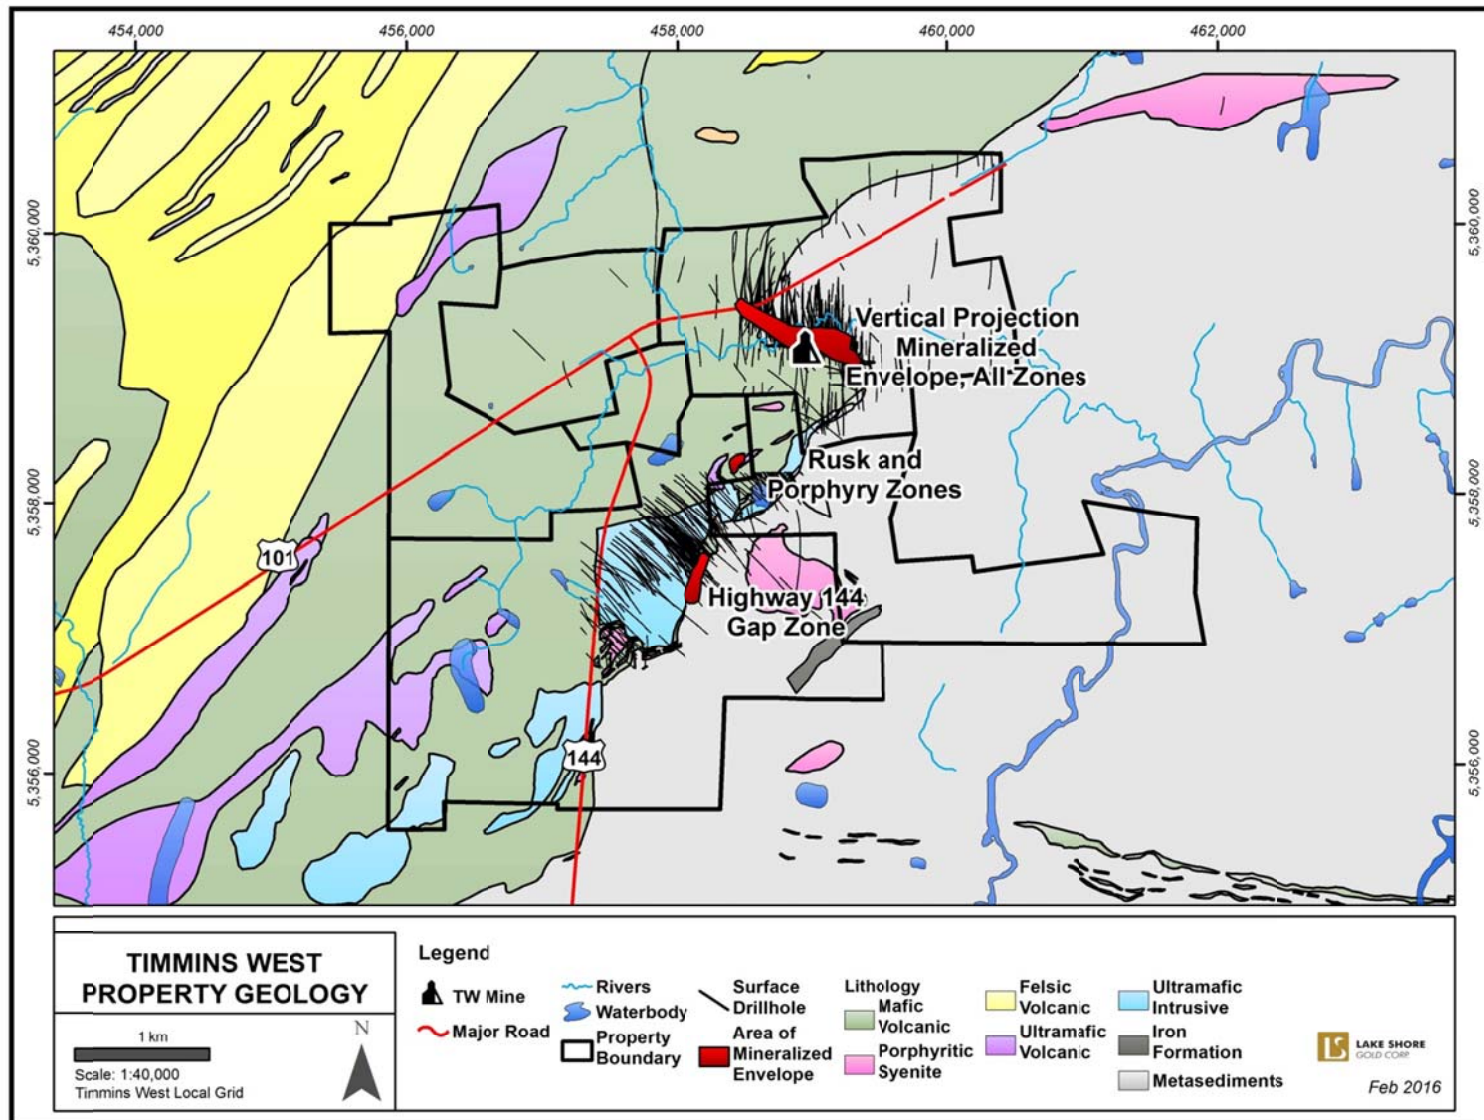 454,000
456,000
458,000
460,000
462,000
5,360,000
5,360,000
Vertical Projection
Mineralized
Envelope, All Zones
Rusk and
Porphyry Zones
5,358,000
5,358,000
101
Highway 144
Gap Zone
144
5,356,000
5,356,000
TIMMINS WEST
PROPERTY GEOLOGY
1 km
Scale: 1:40,000
Timmins West Local Grid
N
Legend
TW Mine
Major Road
Rivers
Waterbody
Property
Boundary
Surface
Drillhole
Area of
Mineralized
Envelope
Lithology
Mafic
Volcanic
Porphyritic
Syenite
Felsic
Volcanic
Ultramafic
Volcanic
Ultramafic
Intrusive
Iron
Formation
Metasediments
LS
LAKE SHORE
GOLD CORP.
Feb 2016